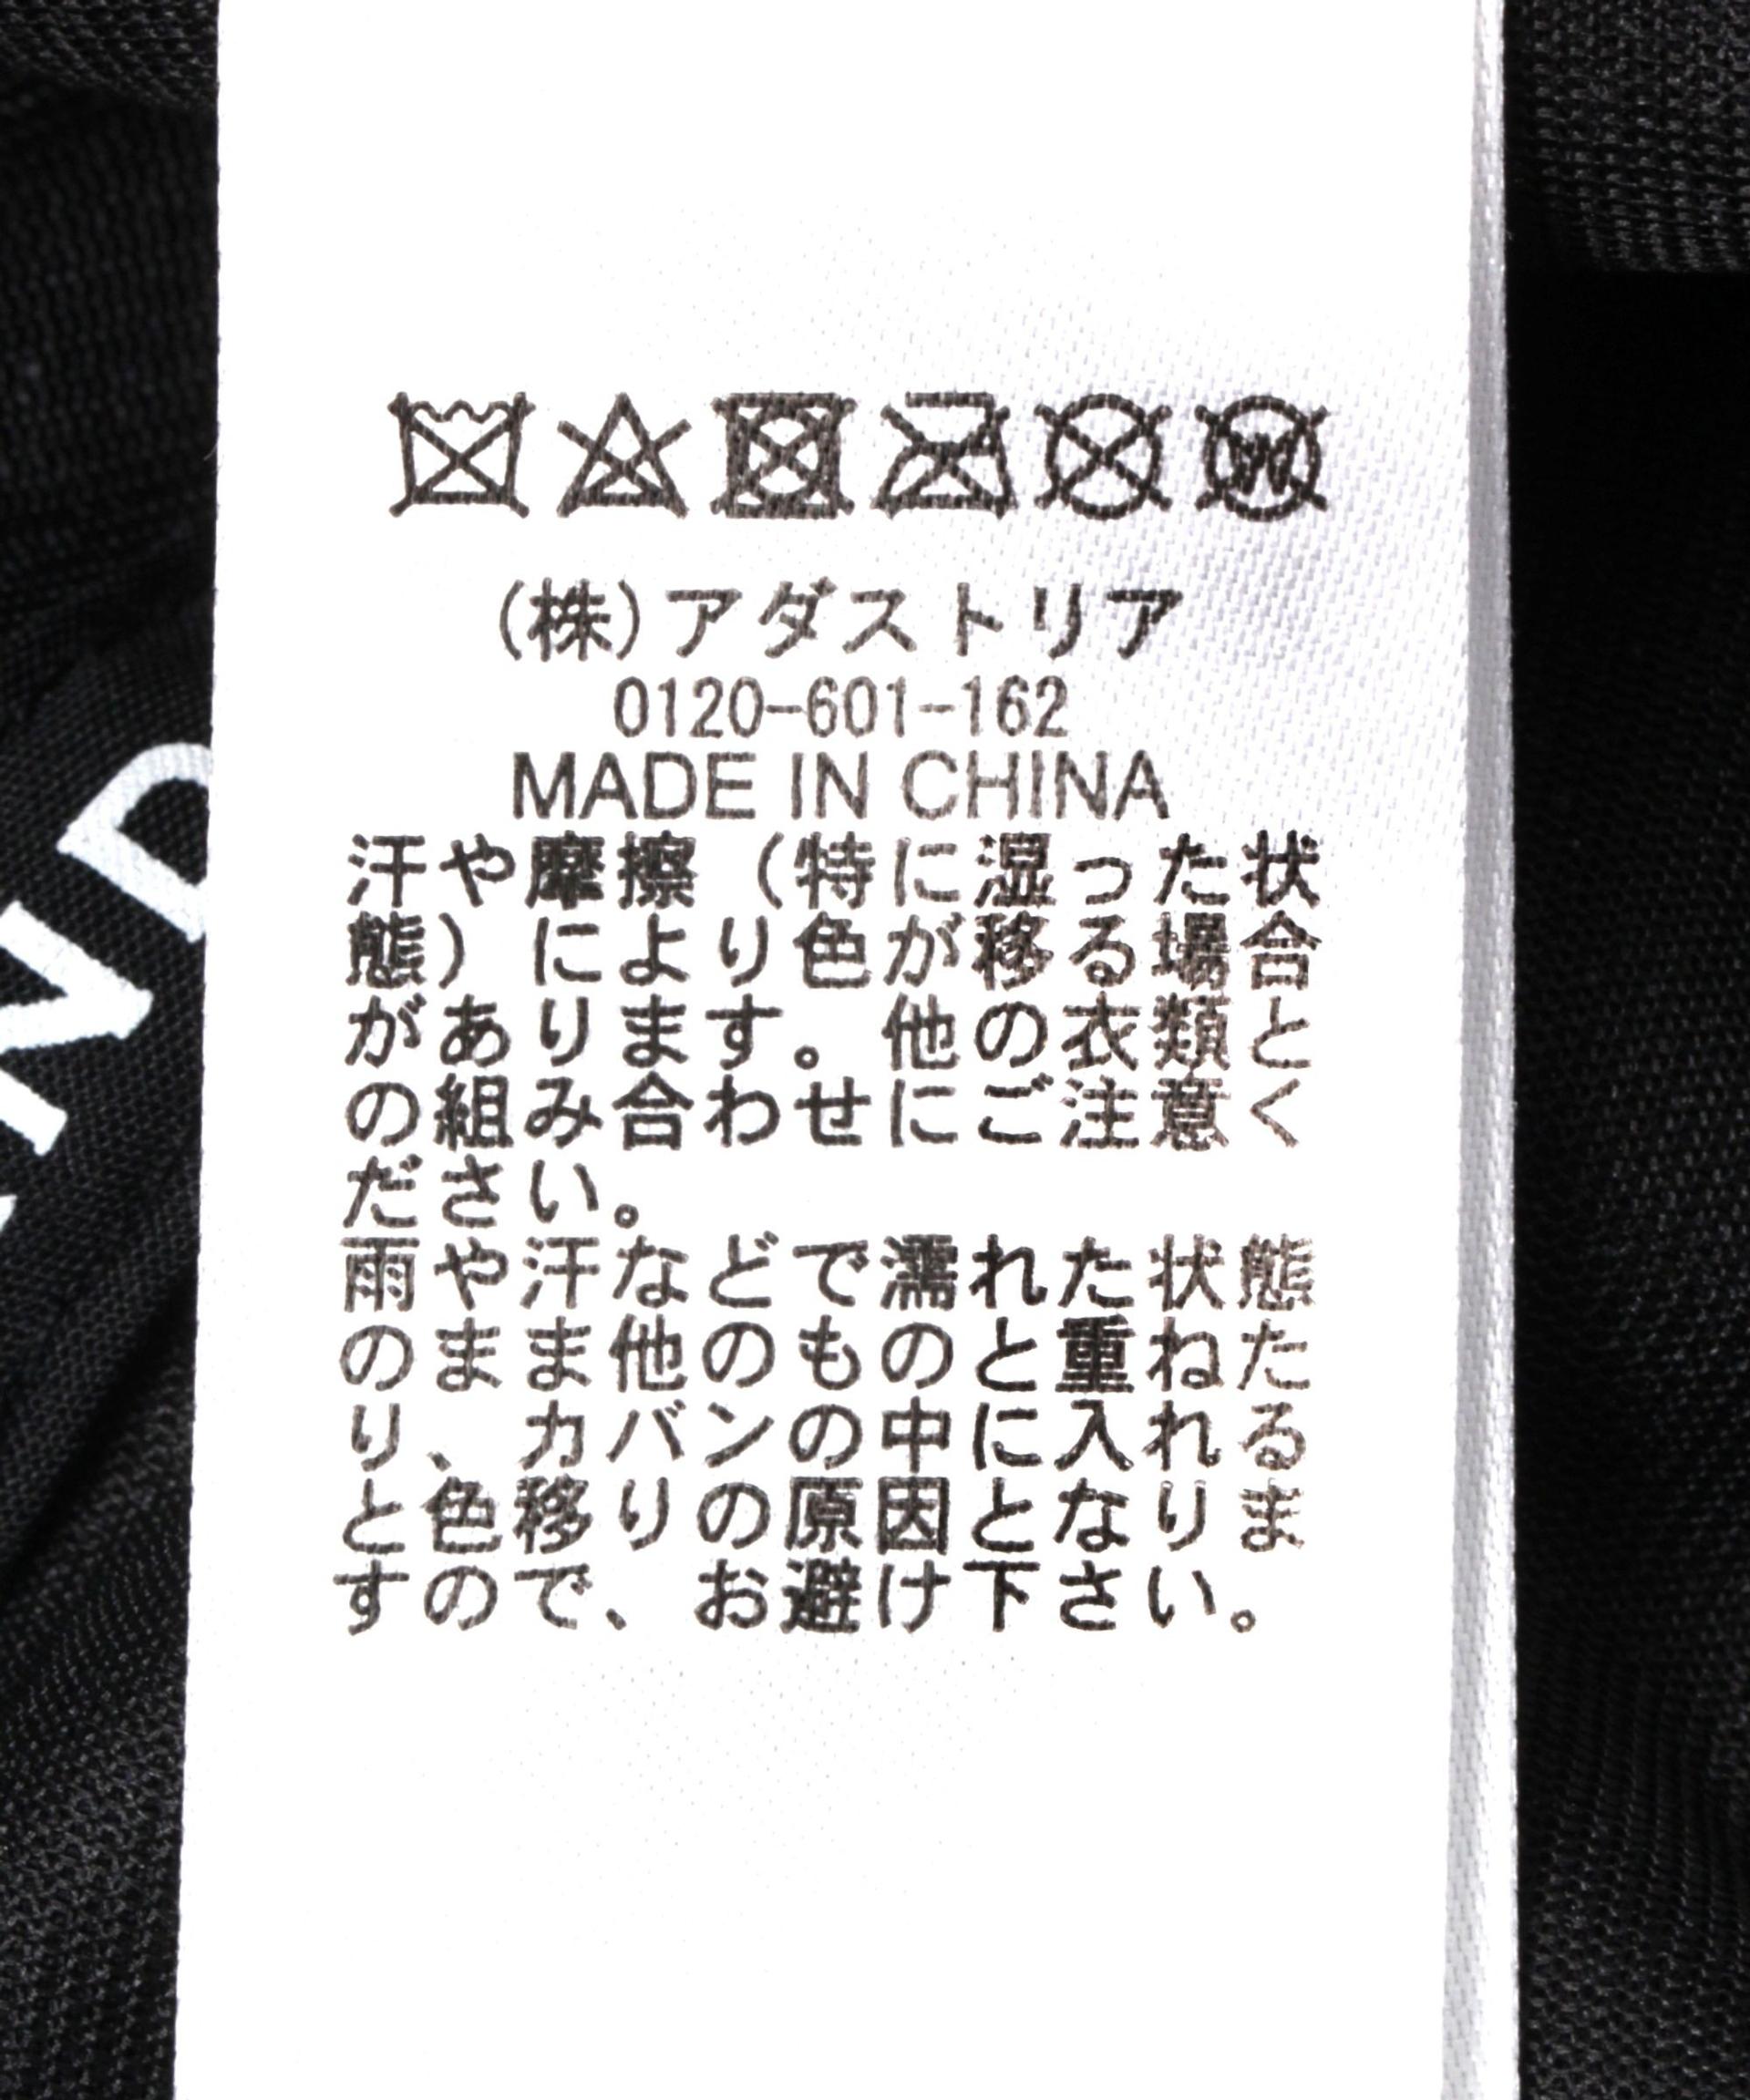 (株)アダストリア
0120-601-162
MADE IN CHINA
汗や摩擦（特に湿った状
態）により色が移る場合
があります。他の衣類と
の組み合わせにご注意く
ださい。
雨や汗などで濡れた状態
のまま他のものと重ねた
り、カバンの中に入れる
と色移りの原因となりま
すので、お避け下さい。